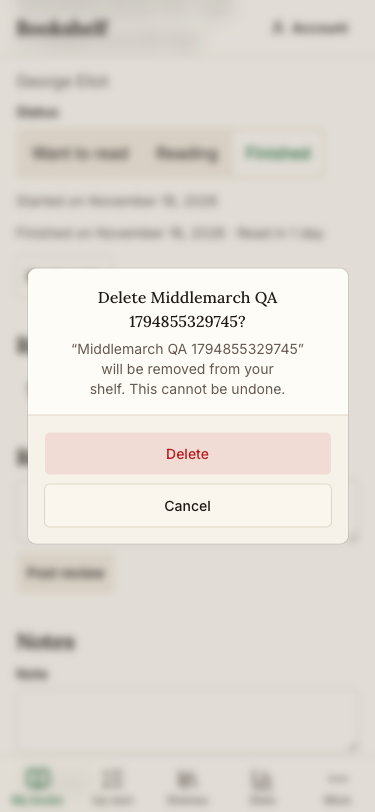 Bookshelf
Account
George Eliot
Status
Want to read
Reading
Finished
Started on November 16, 2026
Finished on November 16, 2026 · Read in 1 day
Delete Middlemarch QA
1794855329745?
“Middlemarch QA 1794855329745”
will be removed from your
shelf. This cannot be undone.
Delete
Cancel
Post review
Notes
Note